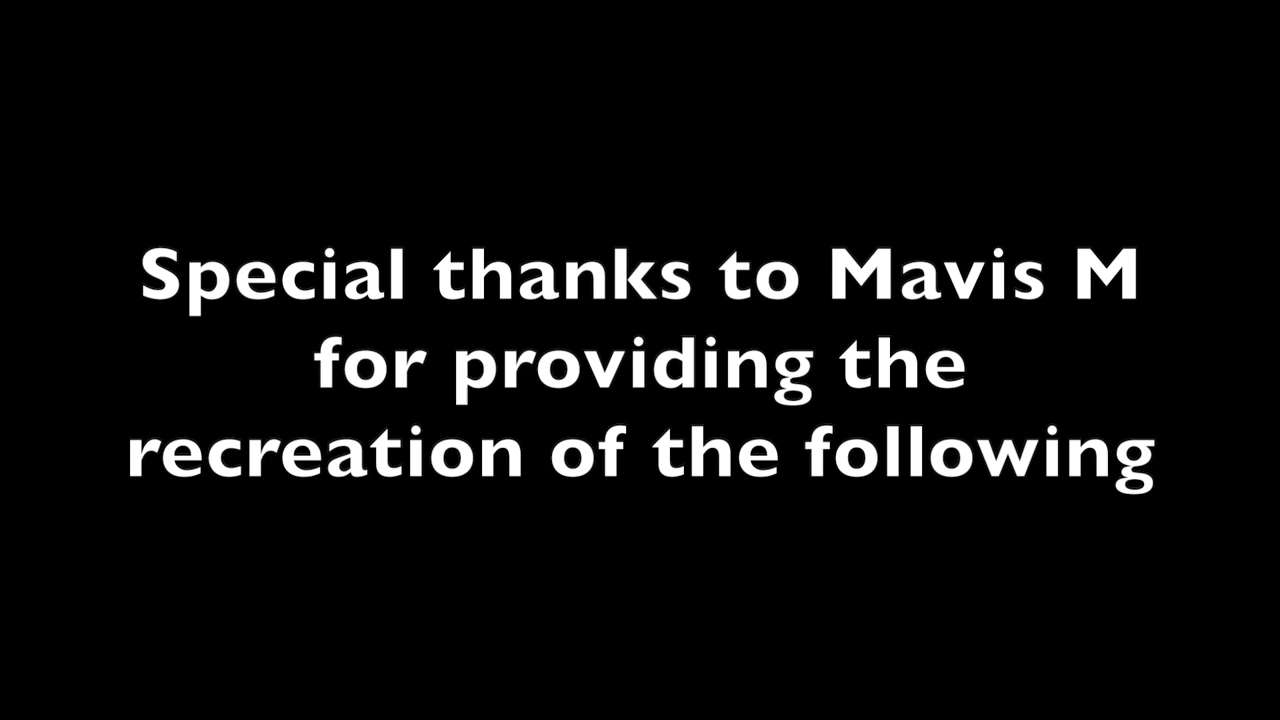 Special thanks to Mavis M
for providing the
recreation of the following